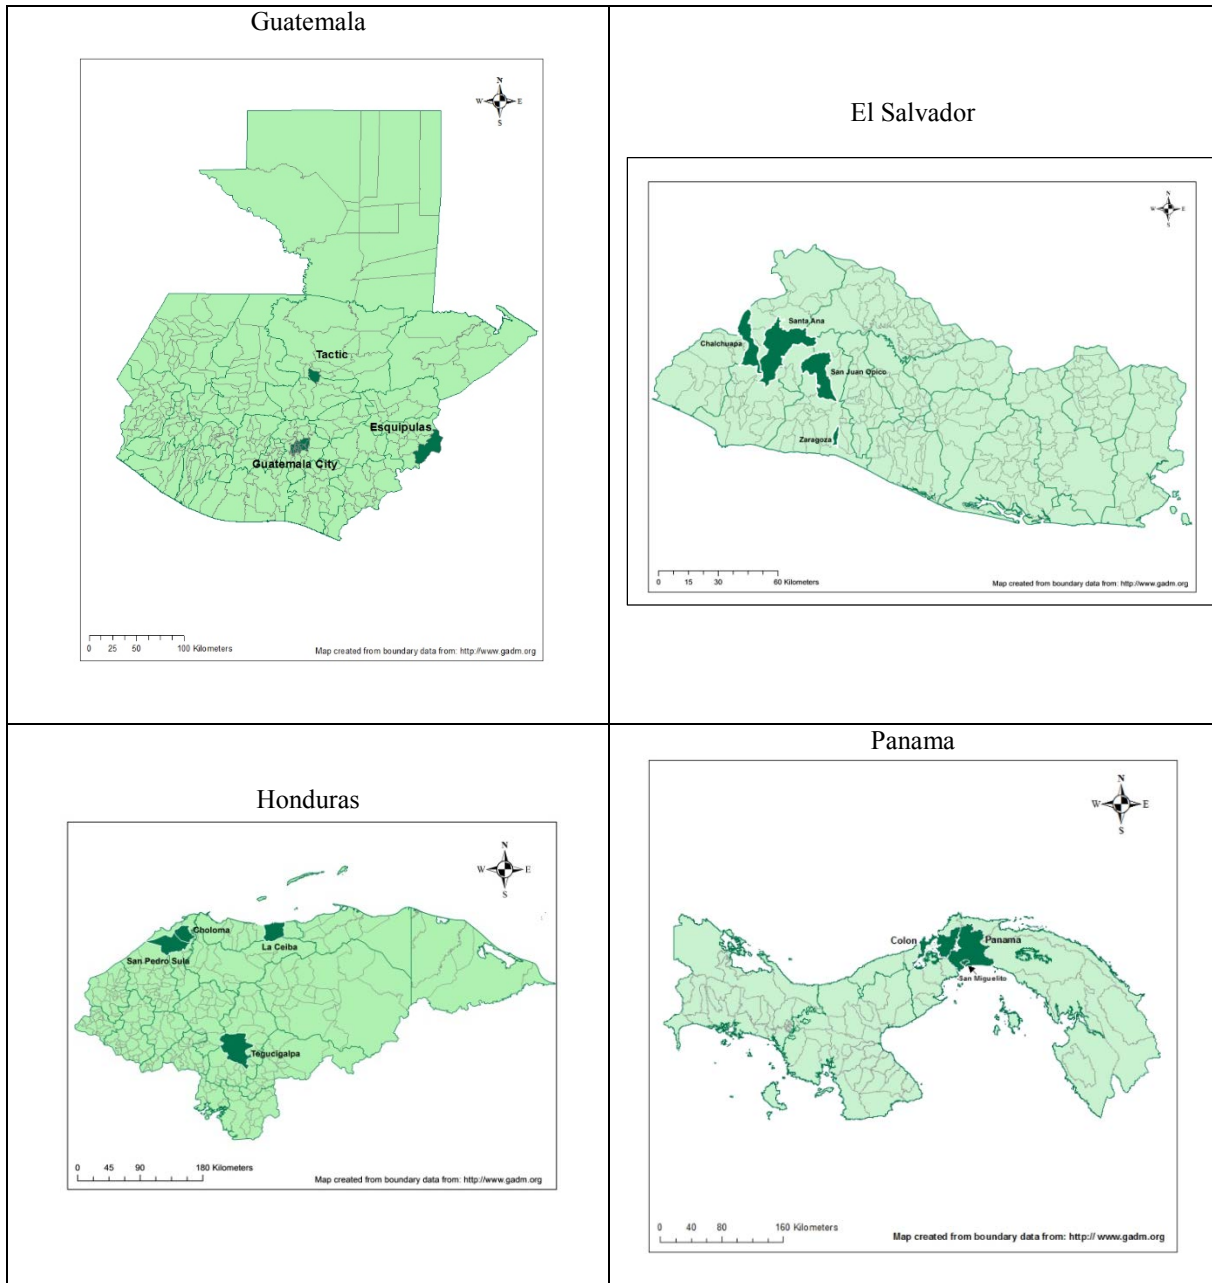 Guatemala
N
W E
S
Tactic
Esquipulas
Guatemala City
0 25 50 100 Kilometers
Map created from boundary data from: http://www.gadm.org
El Salvador
N
W E
S
Santa Ana
Chalchuapa
San Juan Opico
Zaragoza
0 15 30 60 Kilometers
Map created from boundary data from: http://www.gadm.org
Honduras
N
W E
S
Choloma
La Ceiba
San Pedro Sula
Tegucigalpa
0 45 90 180 Kilometers
Map created from boundary data from: http://www.gadm.org
Panama
N
W E
S
Colon
Panama
San Miguelito
0 40 80 160 Kilometers
Map created from boundary data from: http:// www.gadm.org